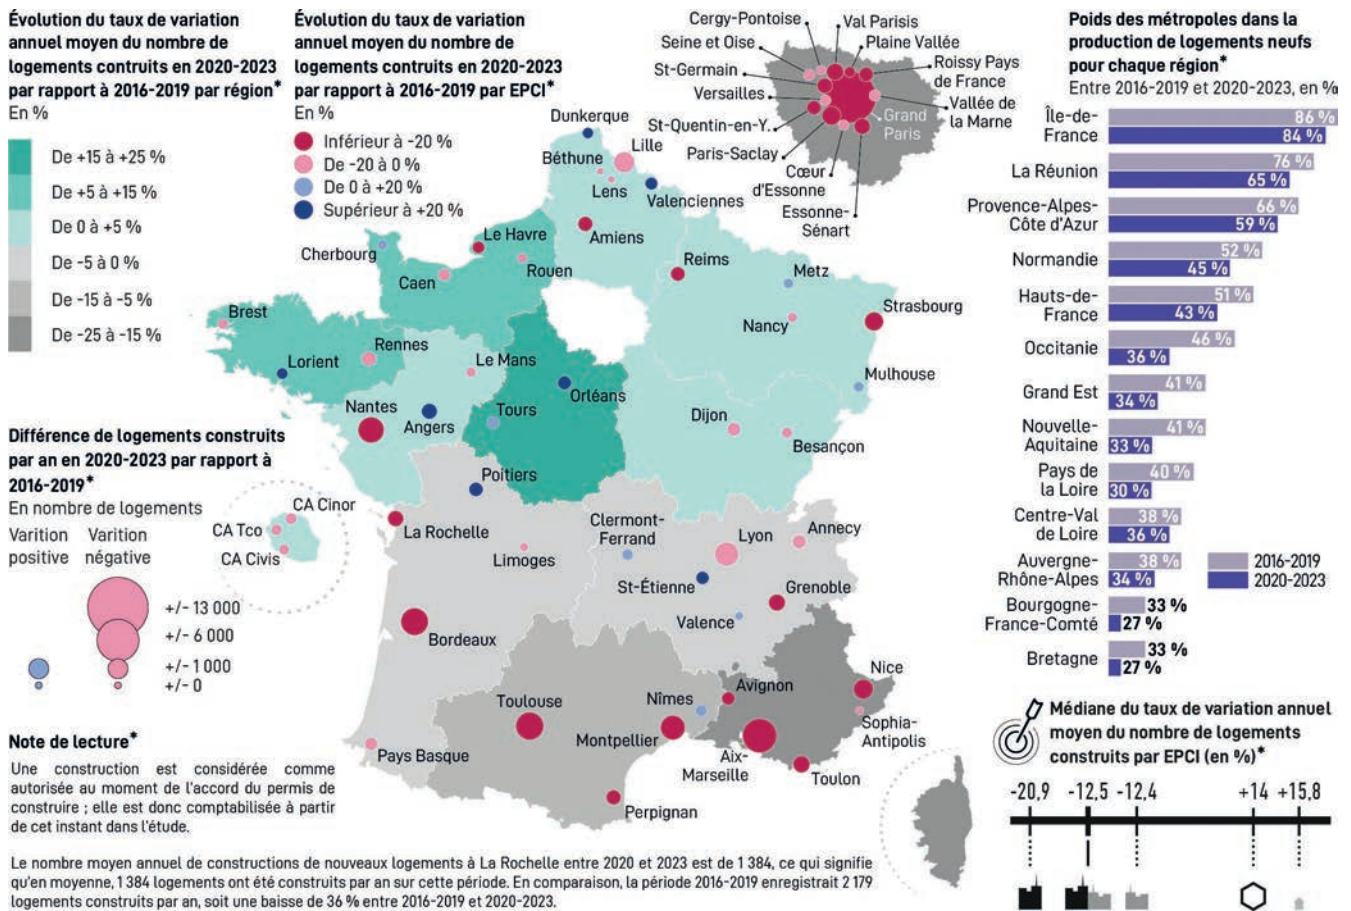 Évolution du taux de variation
annuel moyen du nombre de
logements contruits en 2020-2023
par rapport à 2016-2019 par région*
En %
De +15 à +25 %
De +5 à +15 %
De 0 à +5 %
De -5 à 0 %
De -15 à -5 %
De -25 à -15 %
Évolution du taux de variation
annuel moyen du nombre de
logements contruits en 2020-2023
par rapport à 2016-2019 par EPCI*
En %
Inférieur à -20 %
De -20 à 0 %
De 0 à +20 %
Supérieur à +20 %
Cergy-Pontoise
Val Parisis
Seine et Oise
Plaine Vallée
St-Germain
Roissy Pays
de France
Versailles
Vallée de
la Marne
Grand
Paris
St-Quentin-en-Y.
Paris-Saclay
Cœur
d'Essonne
Essonne-
Sénart
Dunkerque
Béthune
Lille
Lens
Valenciennes
Amiens
Le Havre
Cherbourg
Rouen
Caen
Reims
Metz
Strasbourg
Nancy
Brest
Rennes
Lorient
Le Mans
Mulhouse
Orléans
Nantes
Angers
Tours
Dijon
Besançon
Poitiers
La Rochelle
Limoges
Clermont-
Ferrand
Lyon
Annecy
St-Étienne
Grenoble
Valence
Bordeaux
Nice
Avignon
Nîmes
Toulouse
Sophia-
Antipolis
Montpellier
Pays Basque
Aix-
Marseille
Toulon
Perpignan
Différence de logements construits
par an en 2020-2023 par rapport à
2016-2019*
En nombre de logements
Varition
positive
Varition
négative
+/- 13 000
+/- 6 000
+/- 1 000
+/- 0
CA Cinor
CA Tco
CA Civis
Note de lecture*
Une construction est considérée comme
autorisée au moment de l'accord du permis de
construire ; elle est donc comptabilisée à partir
de cet instant dans l'étude.
Le nombre moyen annuel de constructions de nouveaux logements à La Rochelle entre 2020 et 2023 est de 1 384, ce qui signifie
qu'en moyenne, 1 384 logements ont été construits par an sur cette période. En comparaison, la période 2016-2019 enregistrait 2 179
logements construits par an, soit une baisse de 36 % entre 2016-2019 et 2020-2023.
Poids des métropoles dans la
production de logements neufs
pour chaque région*
Entre 2016-2019 et 2020-2023, en %
Île-de-
France
86 %
84 %
La Réunion
76 %
65 %
Provence-Alpes-
Côte d'Azur
66 %
59 %
Normandie
52 %
45 %
Hauts-de-
France
51 %
43 %
Occitanie
46 %
36 %
Grand Est
41 %
34 %
Nouvelle-
Aquitaine
41 %
33 %
Pays de
la Loire
40 %
30 %
Centre-Val
de Loire
38 %
36 %
Auvergne-
Rhône-Alpes
38 %
34 %
Bourgogne-
France-Comté
33 %
27 %
Bretagne
33 %
27 %
2016-2019
2020-2023
Médiane du taux de variation annuel
moyen du nombre de logements
construits par EPCI (en %)*
-20,9
-12,5
-12,4
+14
+15,8